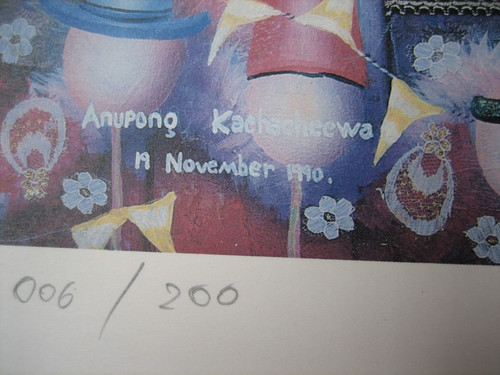 Anupong Kachacheewa
19 November 1990.
006 / 200